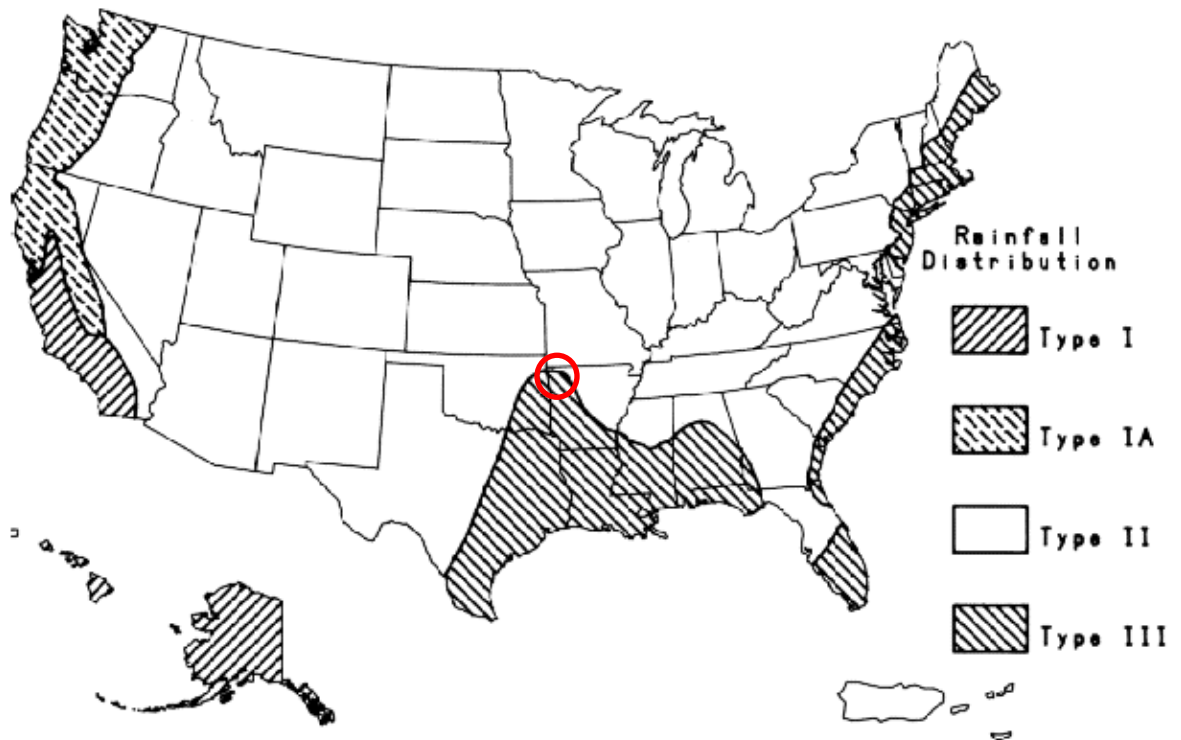 Rainfall
Distribution
Type I
Type IA
Type II
Type III